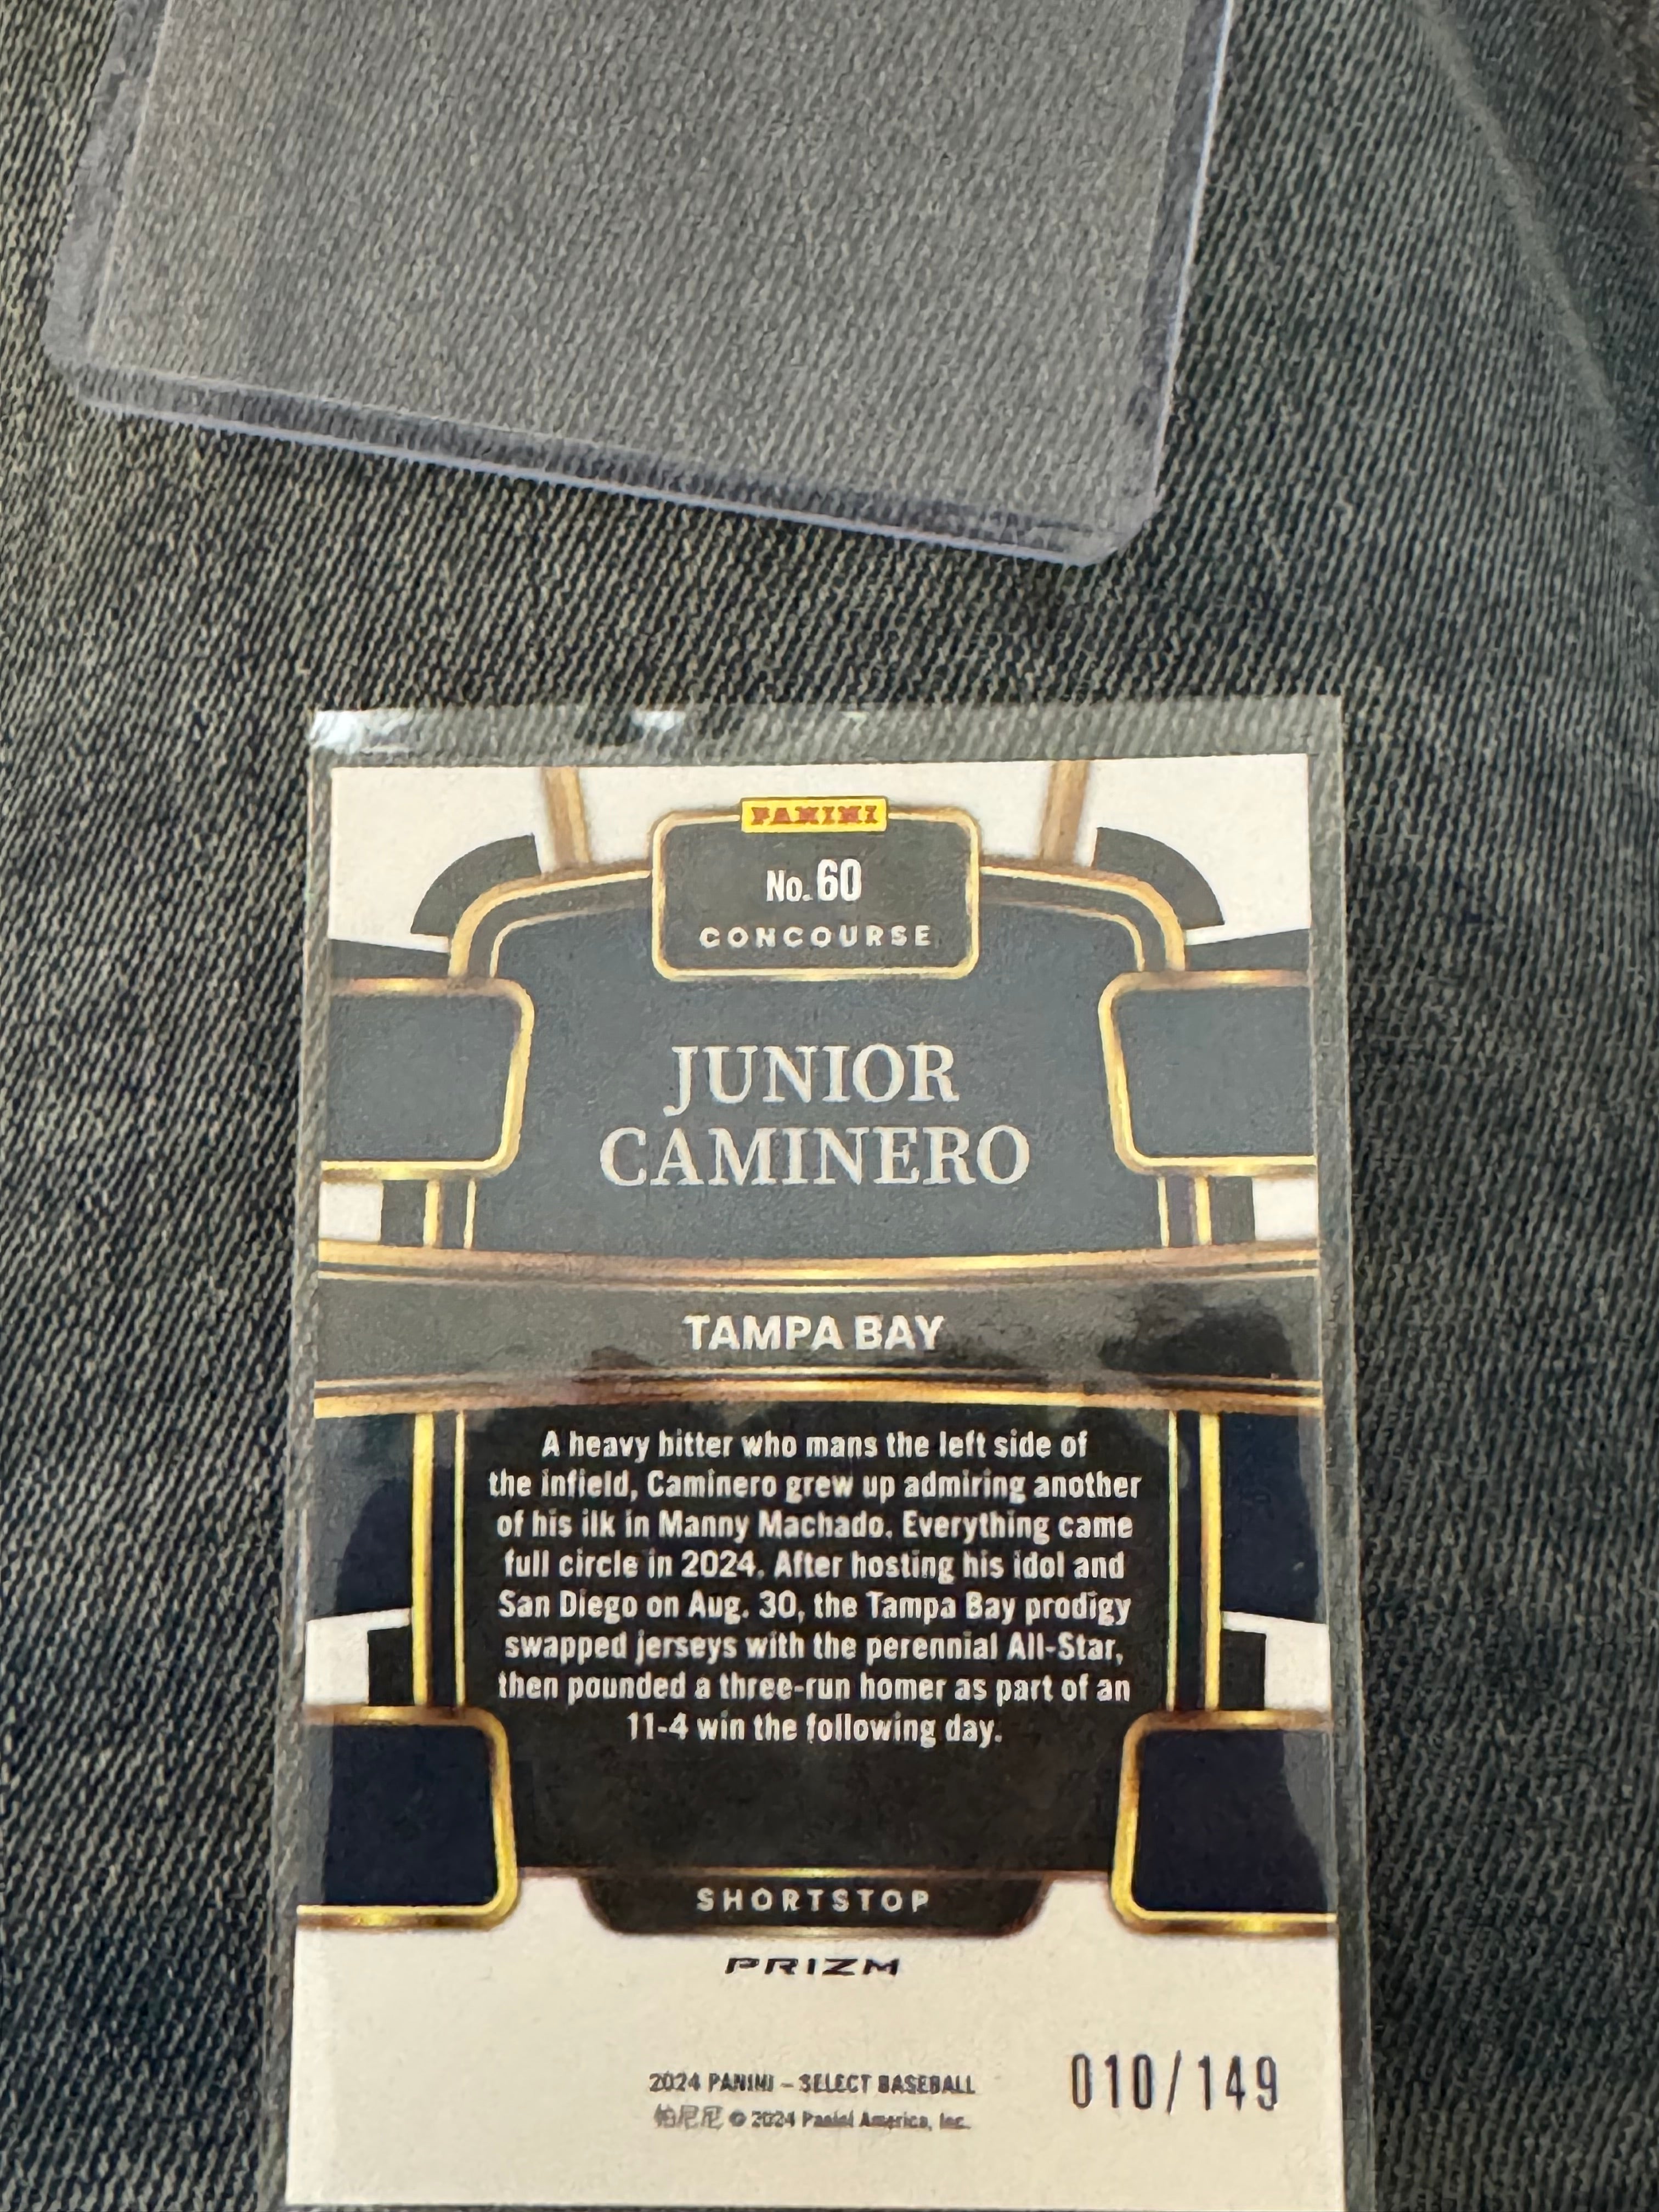 PANINI
No. 60
CONCOURSE
JUNIOR
CAMINERO
TAMPA BAY
A heavy hitter who mans the left side of
the infield, Caminero grew up admiring another
of his ilk in Manny Machado. Everything came
full circle in 2024. After hosting his idol and
San Diego on Aug. 30, the Tampa Bay prodigy
swapped jerseys with the perennial All-Star,
then pounded a three-run homer as part of an
11-4 win the following day.
SHORTSTOP
PRIZM
010/149
2024 PANINI – SELECT BASEBALL
帕尼尼 © 2024 Panini America, Inc.